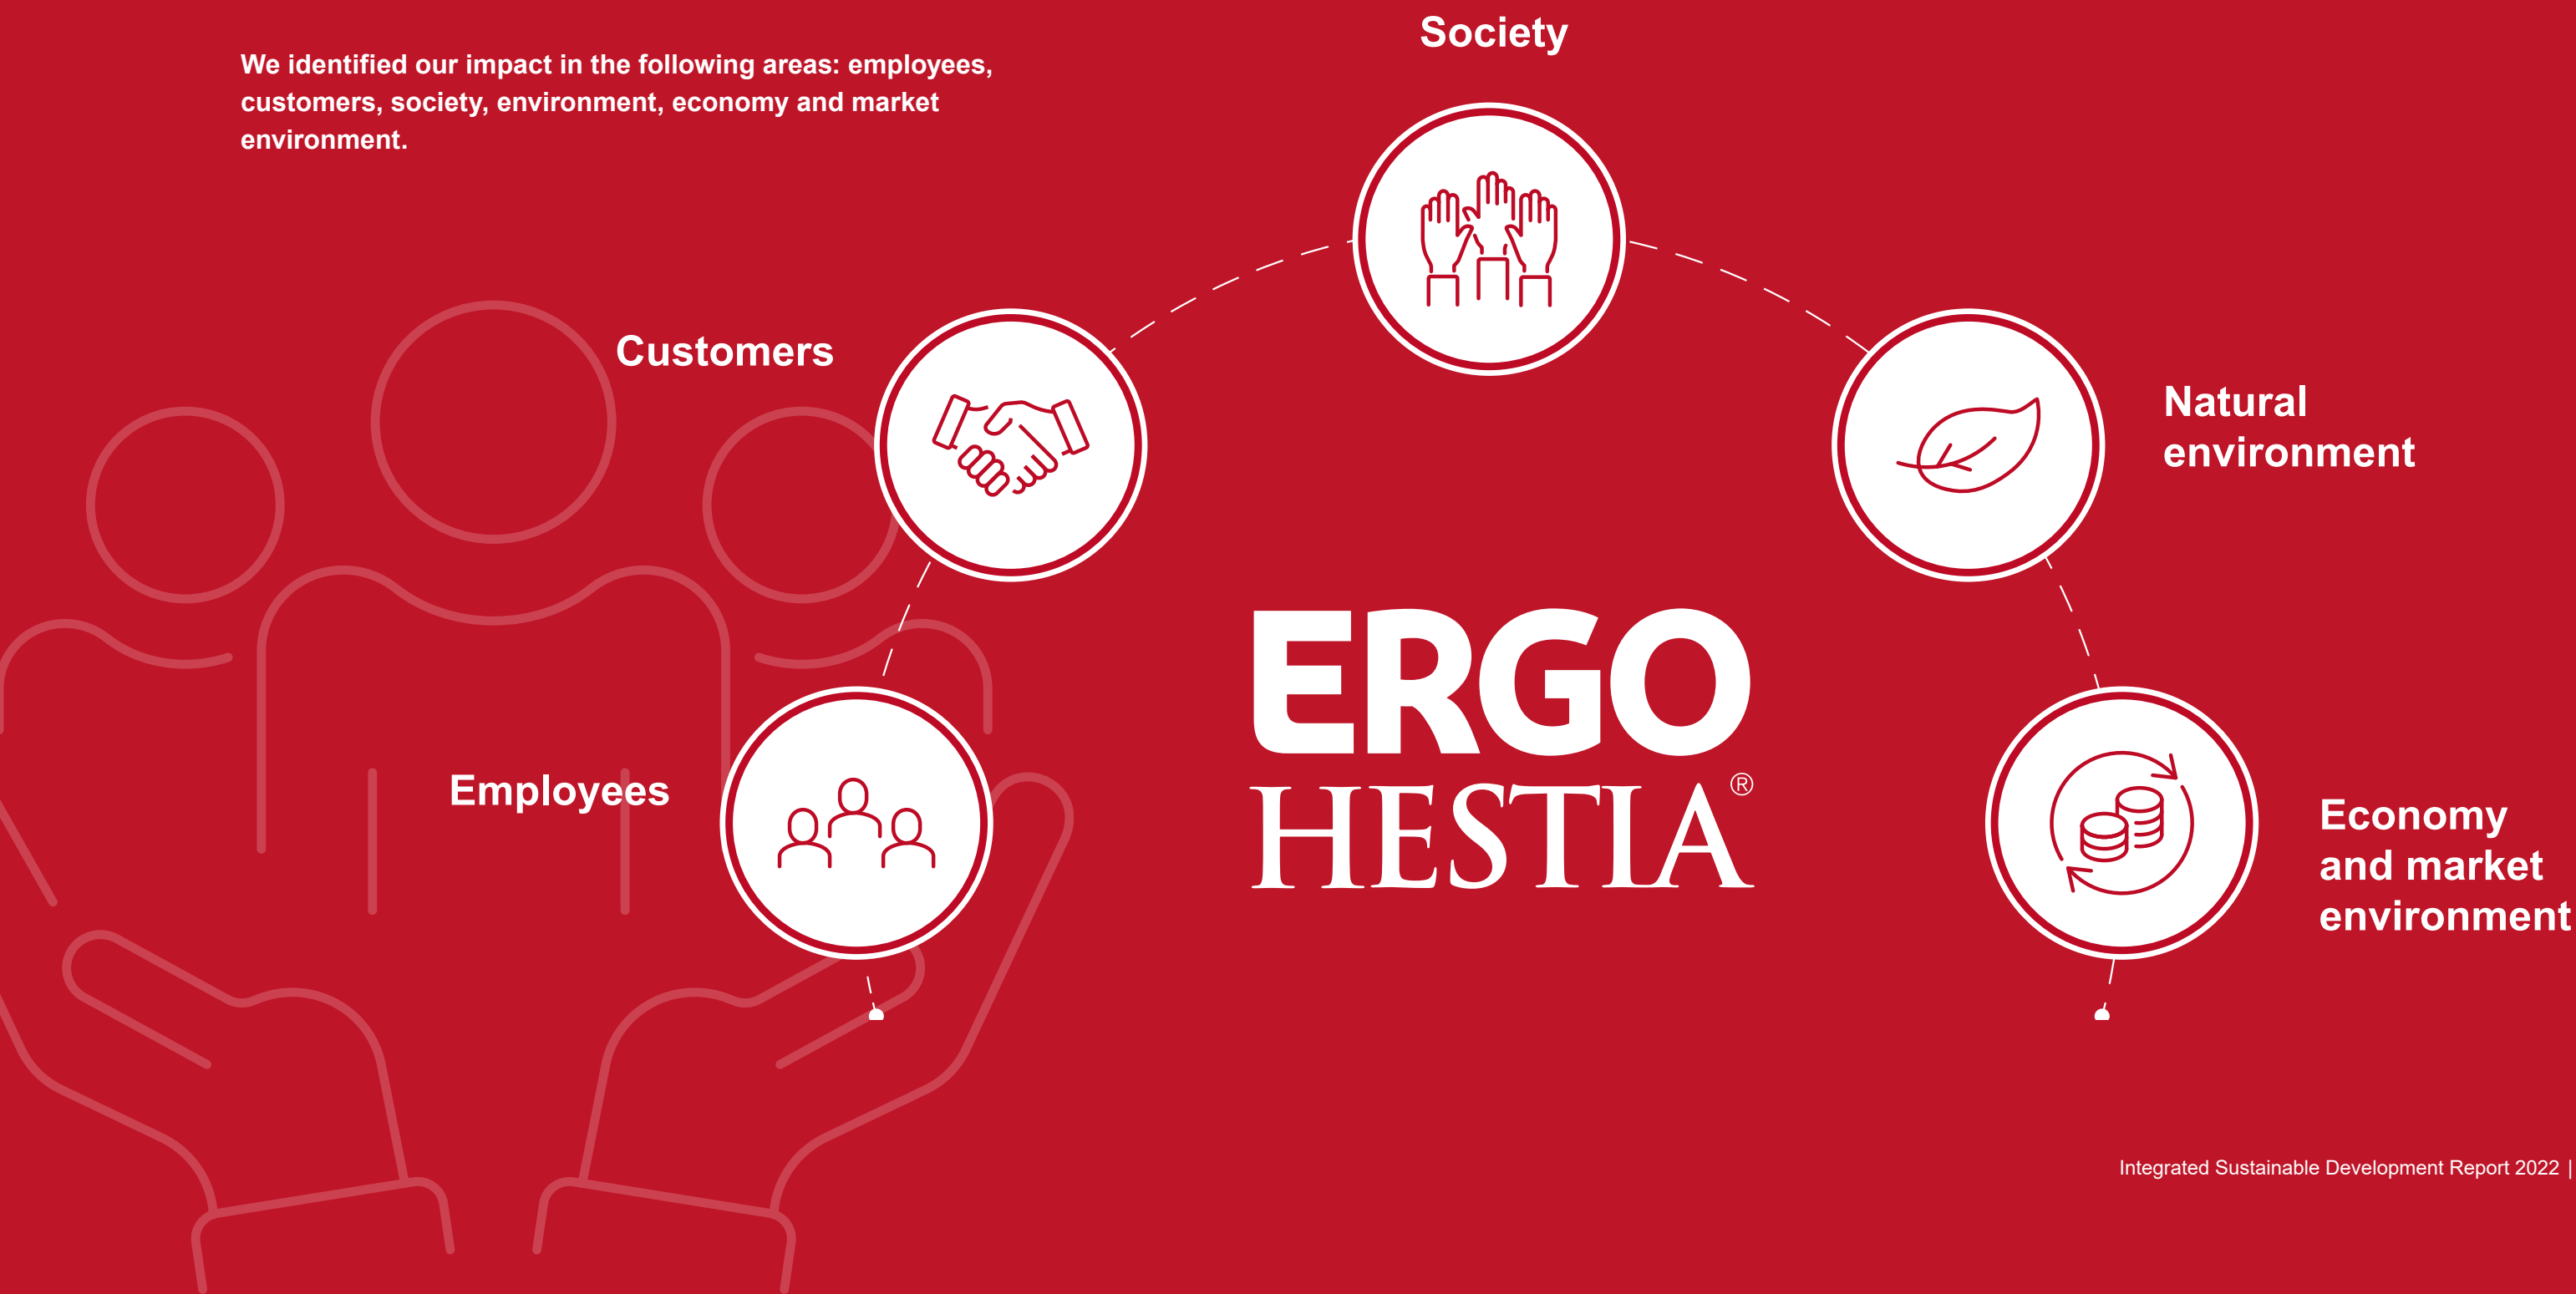 Society
We identified our impact in the following areas: employees,
customers, society, environment, economy and market
environment.
Customers
Natural
environment
ERGO
HESTIA®
Employees
Economy
and market
environment
Integrated Sustainable Development Report 2022 |